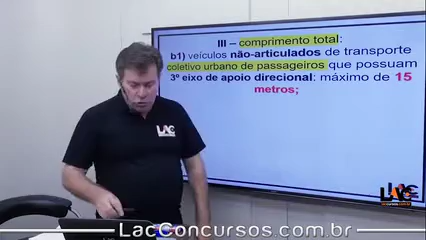 III – comprimento total:
b1) veículos não-articulados de transporte
coletivo urbano de passageiros que possuam
3º eixo de apoio direcional: máximo de 15
metros;
LAC
LAC
LacConcursos.com.br